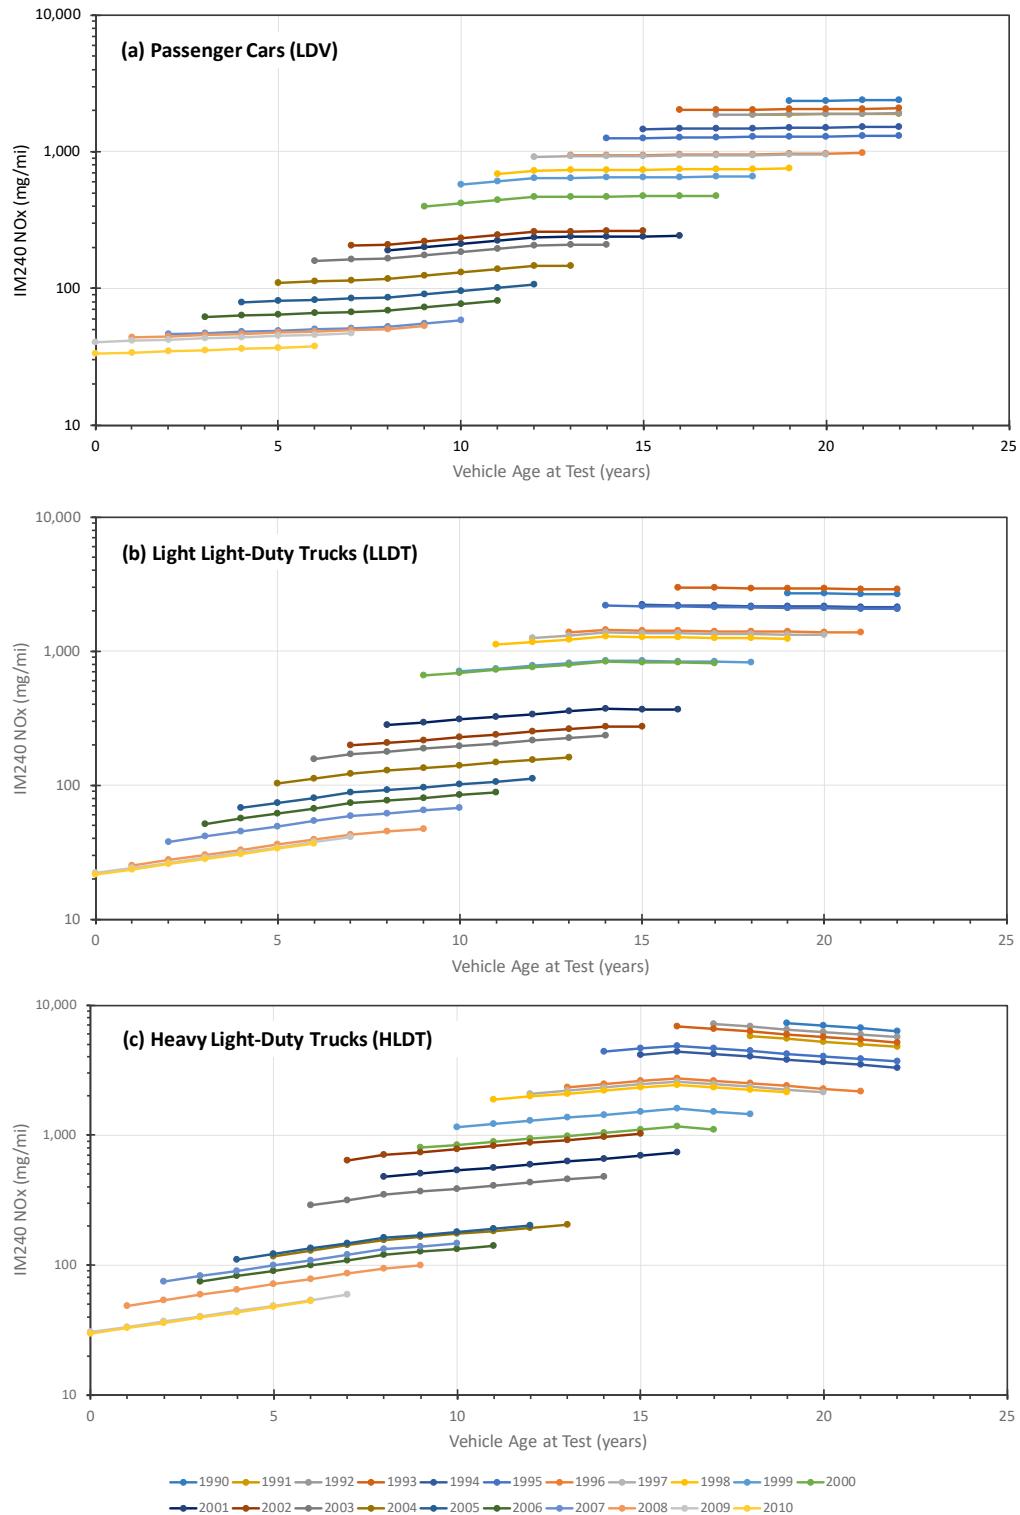 (a) Passenger Cars (LDV)
10,000
1,000
100
10
IM240 NOx (mg/mi)
0 5 10 15 20 25
Vehicle Age at Test (years)
(b) Light Light-Duty Trucks (LLDT)
10,000
1,000
100
10
IM240 NOx (mg/mi)
0 5 10 15 20 25
Vehicle Age at Test (years)
(c) Heavy Light-Duty Trucks (HLDT)
10,000
1,000
100
10
IM240 NOx (mg/mi)
0 5 10 15 20 25
Vehicle Age at Test (years)
1990 1991 1992 1993 1994 1995 1996 1997 1998 1999 2000
2001 2002 2003 2004 2005 2006 2007 2008 2009 2010